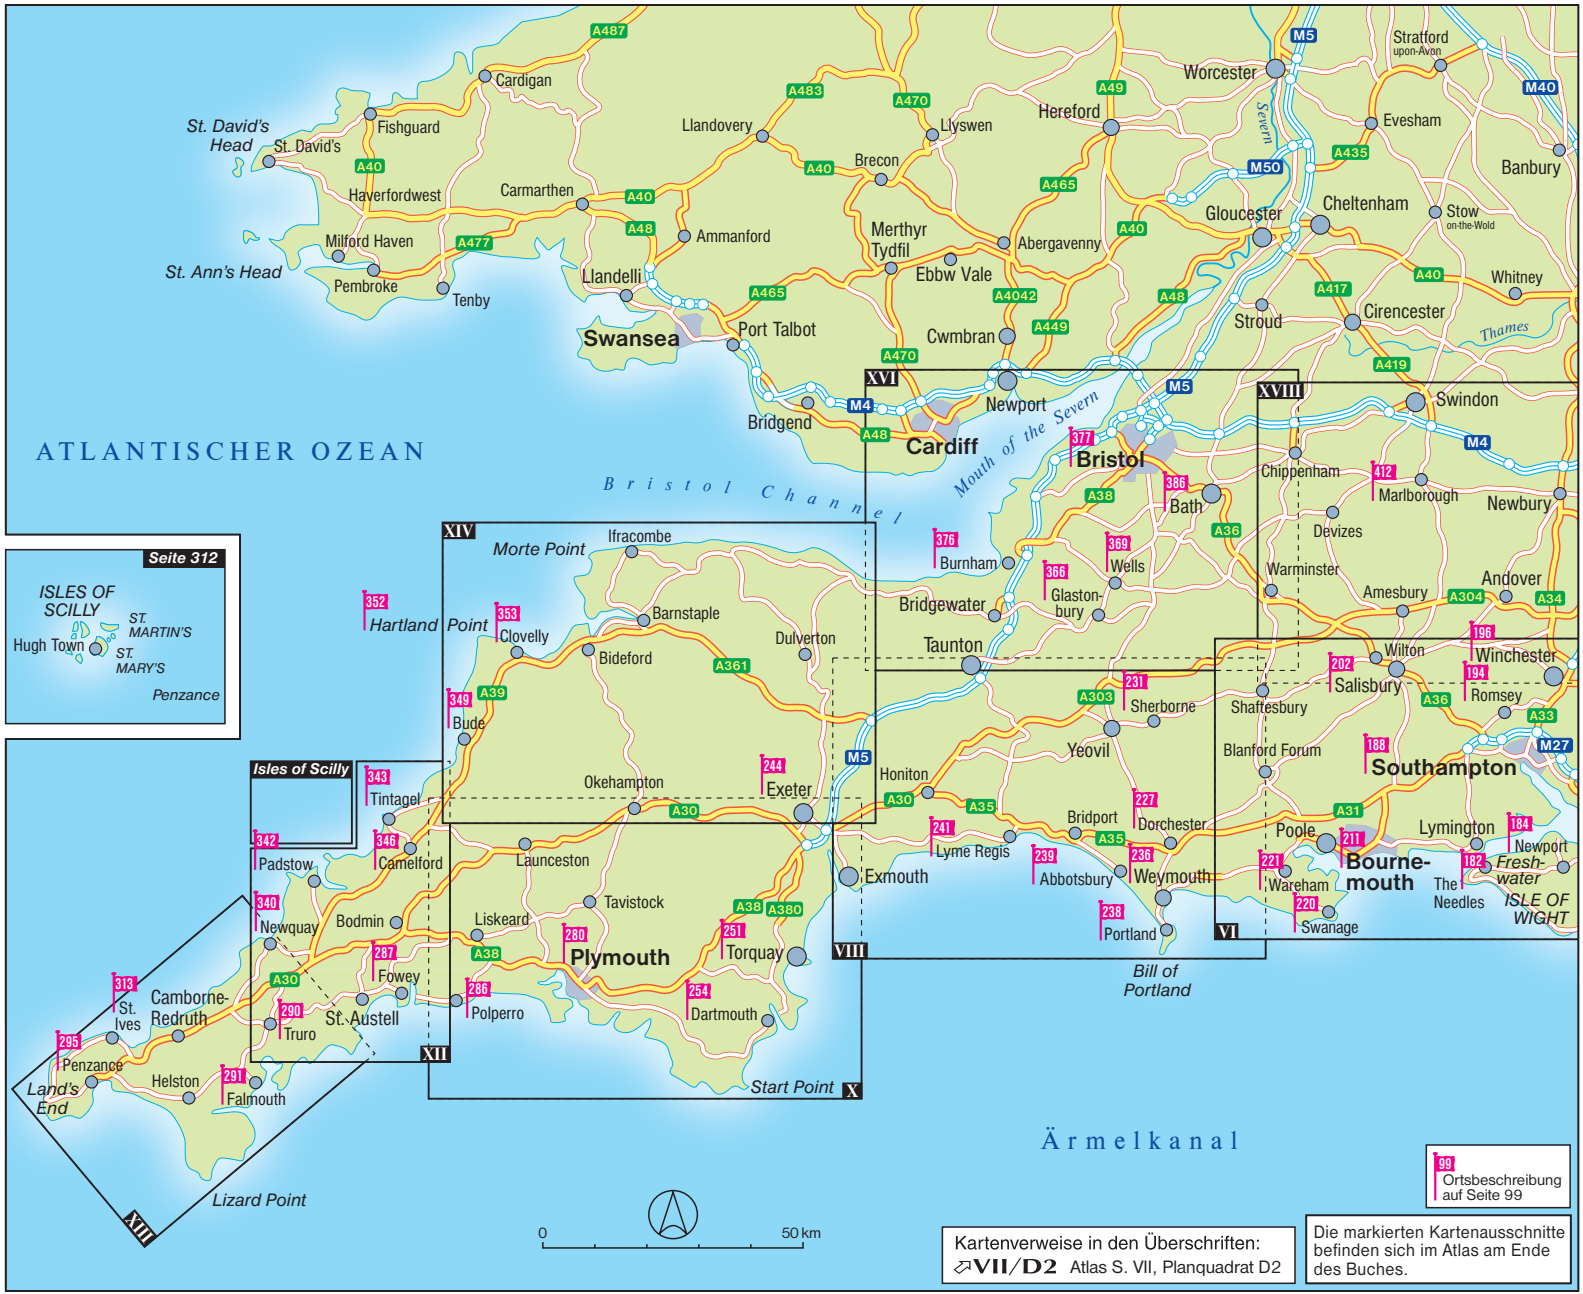 A487
M5
Stratford
upon-Avon
Cardigan
Worcester
A483
A470
A49
M40
Fishguard
Llandovery
Llyswen
Hereford
Severn
Evesham
St. David's
Head
St. David's
A40
Brecon
A40
A435
Banbury
M50
Haverfordwest
Carmarthen
A40
A465
Gloucester
Cheltenham
Stow
on-the-Wold
A48
Ammanford
Merthyr
Tydfil
Abergavenny
A40
Milford Haven
A477
St. Ann's Head
Pembroke
Tenby
Llandelli
Ebbw Vale
A40
Whitney
A465
A4042
A48
A417
Stroud
Cirencester
Swansea
Port Talbot
Cwmbran
A449
Thames
A470
A419
XVI
M5
XVIII
Bridgend
M4
Newport
Swindon
A48
Cardiff
Mouth of the Severn
377
Bristol
M4
ATLANTISCHER OZEAN
Bristol Channel
Chippenham
412
Marlborough
386
Bath
A38
Newbury
Devizes
A36
XIV
Ifracombe
Morte Point
376
Burnham
369
Wells
Seite 312
ISLES OF
SCILLY
ST.
MARTIN'S
Hugh Town
ST.
MARY'S
Penzance
366
Glaston-
bury
Warminster
Andover
Amesbury
A304
A34
352
Hartland Point
353
Clovelly
Barnstaple
Bridgewater
Bideford
Dulverton
Taunton
196
Winchester
Wilton
202
Salisbury
194
Romsey
A361
A39
A303
231
Sherborne
Shaftesbury
A36
A33
349
Bude
Yeovil
Blanford Forum
188
Southampton
M27
M5
Isles of Scilly
343
Tintagel
244
Exeter
Okehampton
A30
Honiton
A30
A35
227
Dorchester
A31
342
Padstow
346
Camelford
Launceston
241
Lyme Regis
Bridport
A35
Poole
211
Bourne-
mouth
Lymington
184
Newport
239
Abbotsbury
236
Weymouth
221
Wareham
182
The
Needles
Fresh-
water
ISLE OF
WIGHT
Exmouth
340
Newquay
Bodmin
Liskeard
Tavistock
A38
A380
238
Portland
220
Swanage
VI
VIII
287
Fowey
A38
280
Plymouth
251
Torquay
Bill of
Portland
A30
313
St.
Ives
Camborne-
Redruth
290
Truro
St. Austell
286
Polperro
254
Dartmouth
295
Penzance
XII
Land's
End
Helston
291
Falmouth
Start Point
X
Ärmelkanal
Lizard Point
XIII
0
50 km
99
Ortsbeschreibung
auf Seite 99
Kartenverweise in den Überschriften:
VII/D2 Atlas S. VII, Planquadrat D2
Die markierten Kartenausschnitte
befinden sich im Atlas am Ende
des Buches.